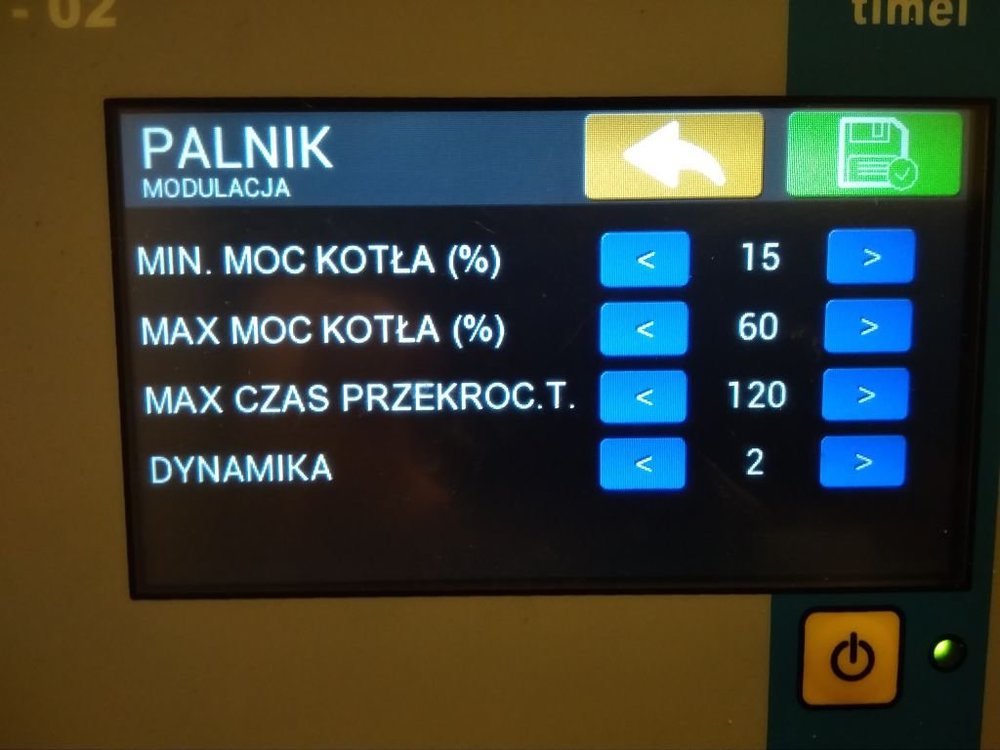 - 02
timel
PALNIK
MODULACJA
MIN. MOC KOTŁA (%) < 15 >
MAX MOC KOTŁA (%) < 60 >
MAX CZAS PRZEKROC.T. < 120 >
DYNAMIKA < 2 >